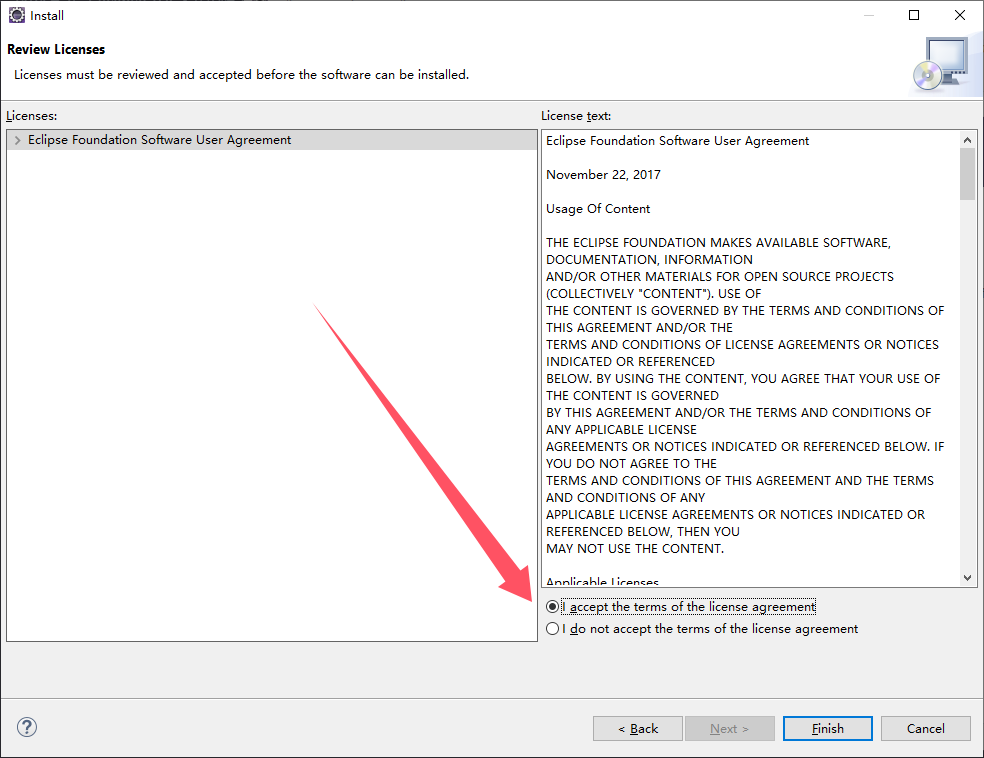 Install
Review Licenses
Licenses must be reviewed and accepted before the software can be installed.
Licenses:
Eclipse Foundation Software User Agreement
License text:
Eclipse Foundation Software User Agreement
November 22, 2017
Usage Of Content
THE ECLIPSE FOUNDATION MAKES AVAILABLE SOFTWARE,
DOCUMENTATION, INFORMATION
AND/OR OTHER MATERIALS FOR OPEN SOURCE PROJECTS
(COLLECTIVELY "CONTENT"). USE OF
THE CONTENT IS GOVERNED BY THE TERMS AND CONDITIONS OF
THIS AGREEMENT AND/OR THE
TERMS AND CONDITIONS OF LICENSE AGREEMENTS OR NOTICES
INDICATED OR REFERENCED
BELOW. BY USING THE CONTENT, YOU AGREE THAT YOUR USE OF
THE CONTENT IS GOVERNED
BY THIS AGREEMENT AND/OR THE TERMS AND CONDITIONS OF
ANY APPLICABLE LICENSE
AGREEMENTS OR NOTICES INDICATED OR REFERENCED BELOW. IF
YOU DO NOT AGREE TO THE
TERMS AND CONDITIONS OF THIS AGREEMENT AND THE TERMS
AND CONDITIONS OF ANY
APPLICABLE LICENSE AGREEMENTS OR NOTICES INDICATED OR
REFERENCED BELOW, THEN YOU
MAY NOT USE THE CONTENT.
Applicable Licenses
I accept the terms of the license agreement
I do not accept the terms of the license agreement
?
< Back
Next >
Finish
Cancel